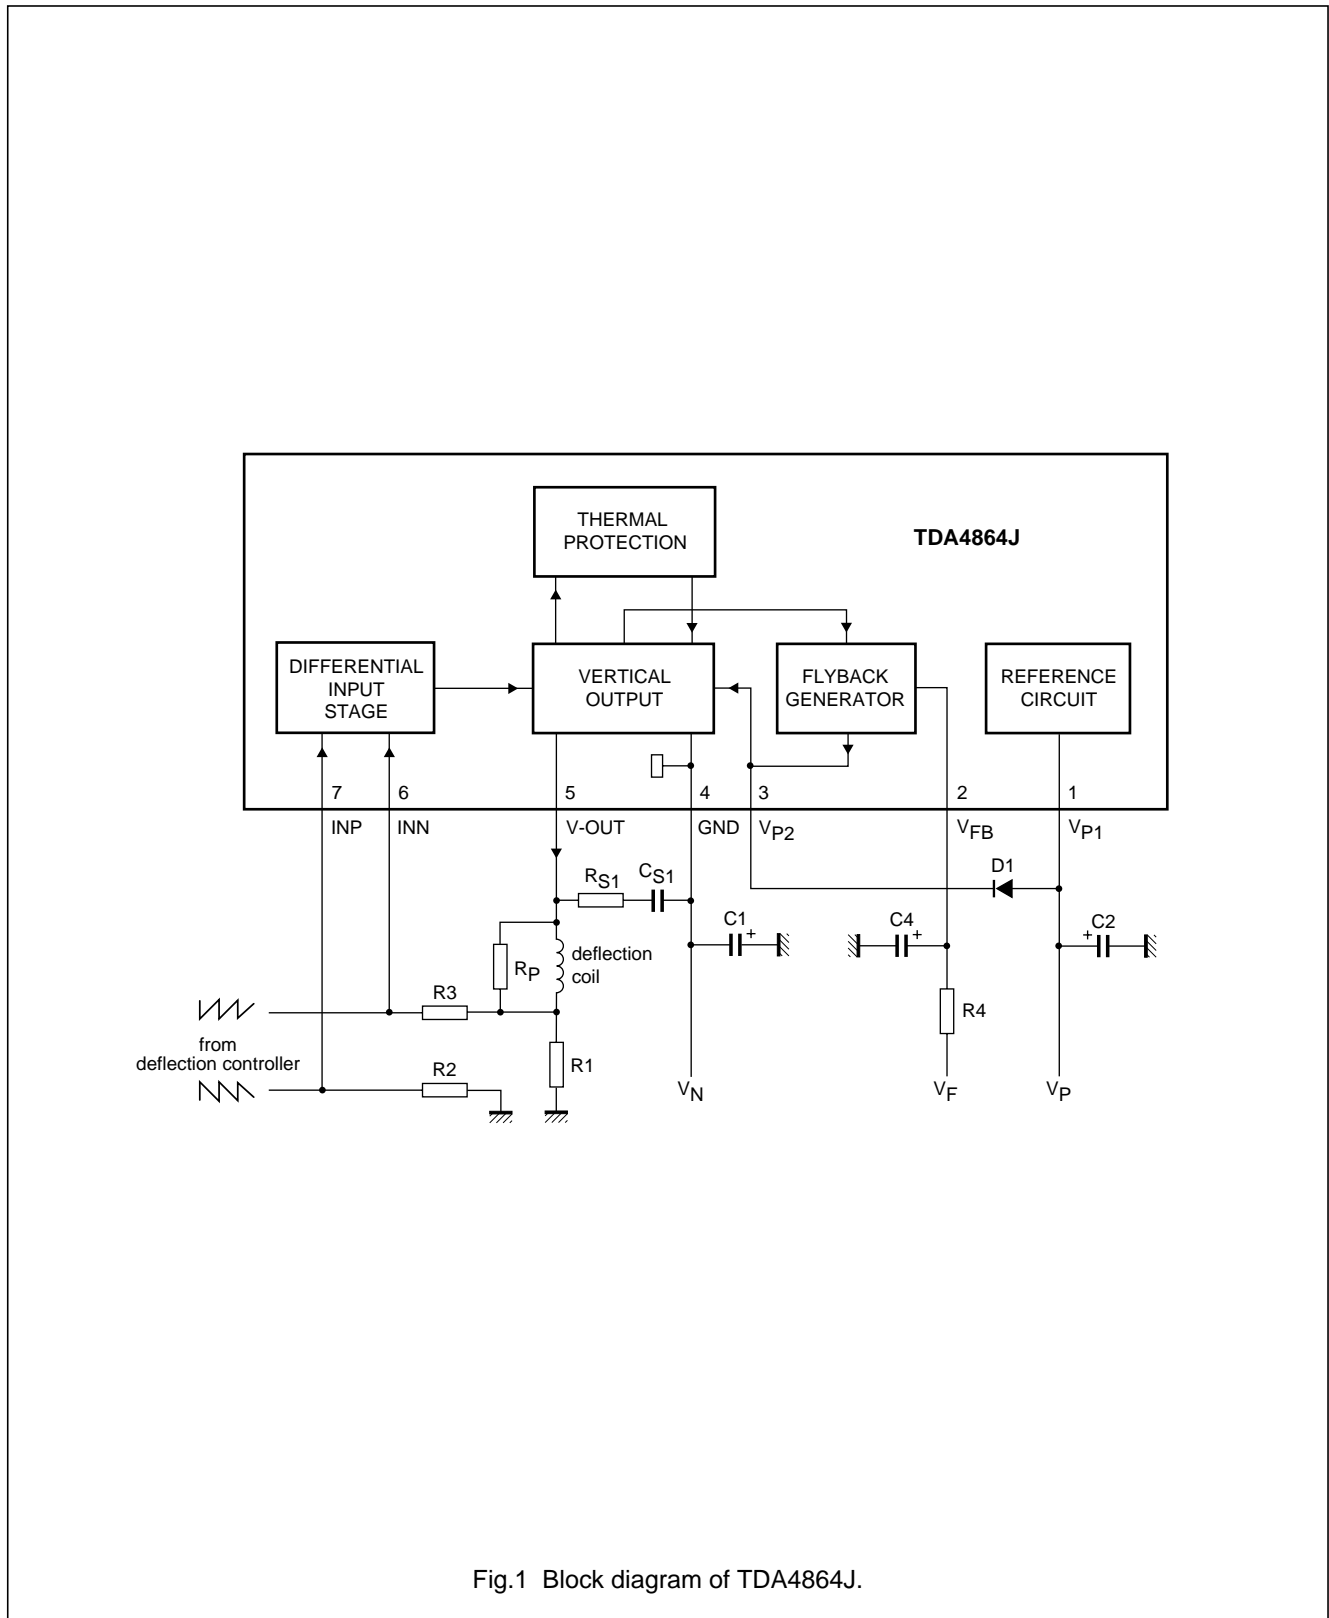 THERMAL
PROTECTION
TDA4864J
DIFFERENTIAL
INPUT
STAGE
VERTICAL
OUTPUT
FLYBACK
GENERATOR
REFERENCE
CIRCUIT
7
6
5
4
3
2
1
INP
INN
V-OUT
GND
VP2
VFB
VP1
D1
RS1
CS1
C1
+
C4
+
C2
+
RP
deflection
coil
R3
R4
from
deflection controller
R1
R2
VN
VF
VP
Fig.1 Block diagram of TDA4864J.